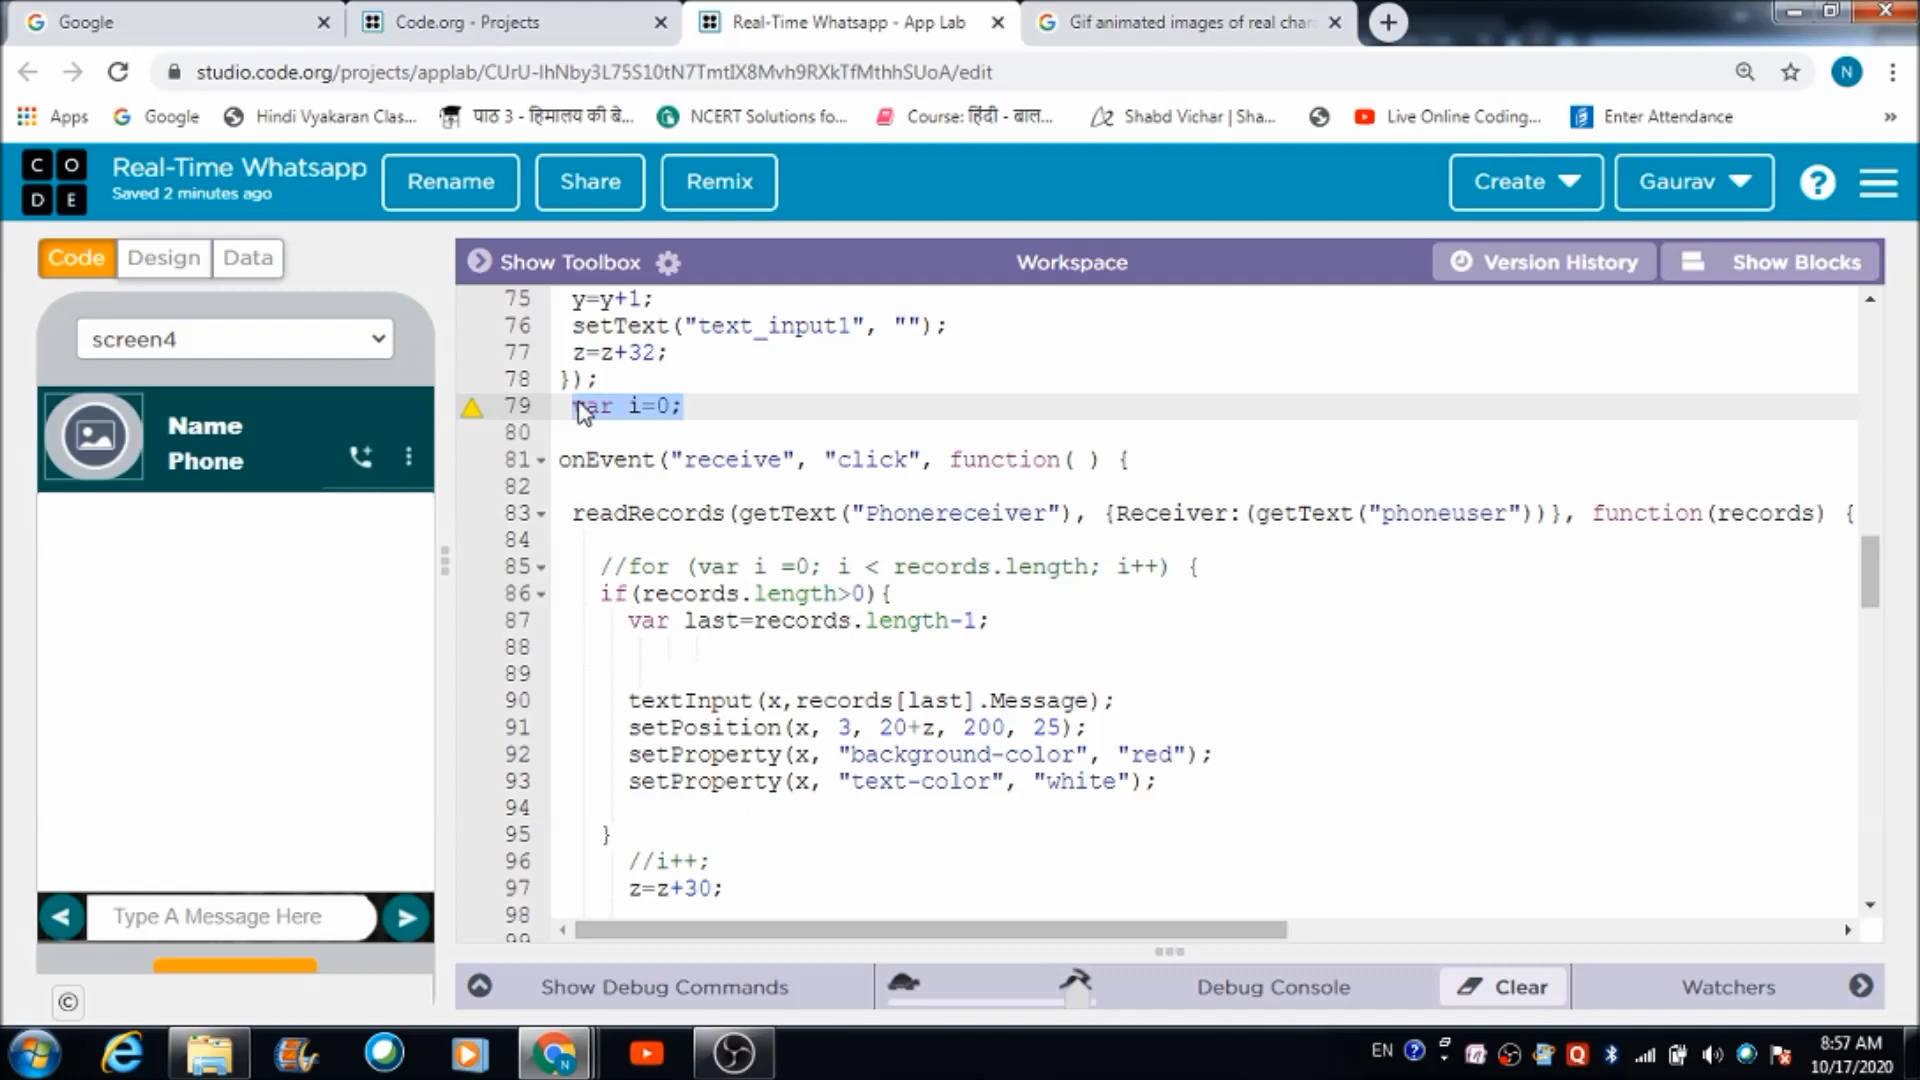 Google
Code.org - Projects
Real-Time Whatsapp - App Lab
Gif animated images of real char
studio.code.org/projects/applab/CUrU-lhNby3L75S10tN7TmtIX8Mvh9RXkTfMthhSUoA/edit
N
Apps
Google
Hindi Vyakaran Clas...
पाठ 3 - हिमालय की बे...
NCERT Solutions fo...
Course: हिंदी - बाल...
Shabd Vichar | Sha...
Live Online Coding...
Enter Attendance
»
C O D E
Real-Time Whatsapp
Saved 2 minutes ago
Rename
Share
Remix
Create
Gaurav
?
Code
Design
Data
Show Toolbox
Workspace
Version History
Show Blocks
screen4
Name
Phone
Type A Message Here
©
75 y=y+1;
76 setText("text_input1", "");
77 z=z+32;
78 });
79 var i=0;
80
81 onEvent("receive", "click", function( ) {
82
83 readRecords(getText("Phonereceiver"), {Receiver:(getText("phoneuser"))}, function(records) {
84
85 //for (var i =0; i < records.length; i++) {
86 if(records.length>0){
87 var last=records.length-1;
88
89
90 textInput(x,records[last].Message);
91 setPosition(x, 3, 20+z, 200, 25);
92 setProperty(x, "background-color", "red");
93 setProperty(x, "text-color", "white");
94
95 }
96 //i++;
97 z=z+30;
98
99
Show Debug Commands
Debug Console
Clear
Watchers
EN
8:57 AM
10/17/2020